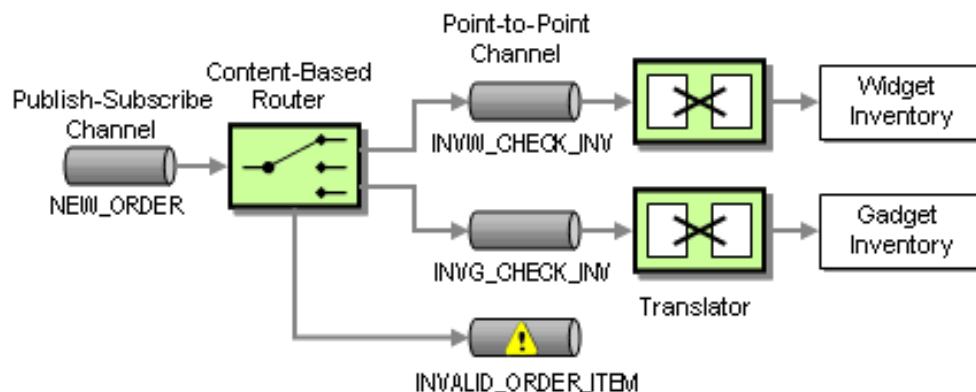 Point-to-Point
Channel
Content-Based
Router
Publish-Subscribe
Channel
NEW_ORDER
INVW_CHECK_INV
Widget
Inventory
INVG_CHECK_INV
Gadget
Inventory
Translator
INVALID_ORDER_ITEM